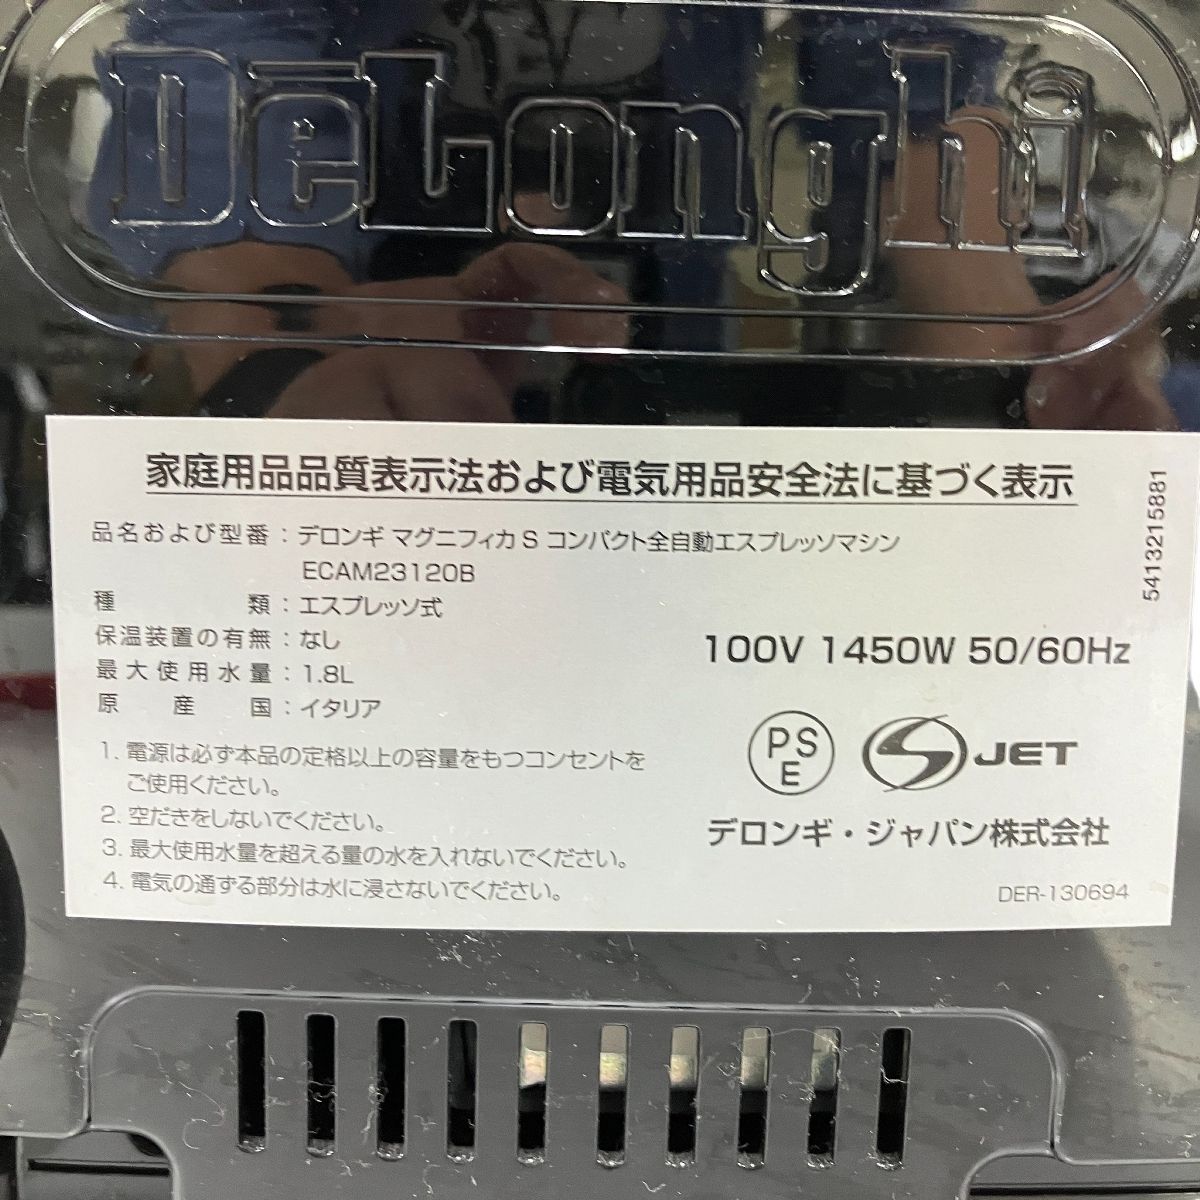 DeLonghi
家庭用品品質表示法および電気用品安全法に基づく表示
品名および型番：デロンギ マグニフィカ S コンパクト全自動エスプレッソマシン
ECAM23120B
種類：エスプレッソ式
保温装置の有無：なし
最大使用水量：1.8L
原産国：イタリア
1. 電源は必ず本品の定格以上の容量をもつコンセントを
ご使用ください。
2. 空だきをしないでください。
3. 最大使用水量を超える量の水を入れないでください。
4. 電気の通ずる部分は水に浸さないでください。
5413215881
100V 1450W 50/60Hz
PS
E
JET
デロンギ・ジャパン株式会社
DER-130694